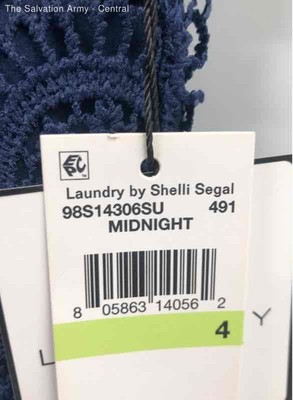 The Salvation Army - Central
Laundry by Shelli Segal
98S14306SU 491
MIDNIGHT
8 05863 14056 2
4
L Y